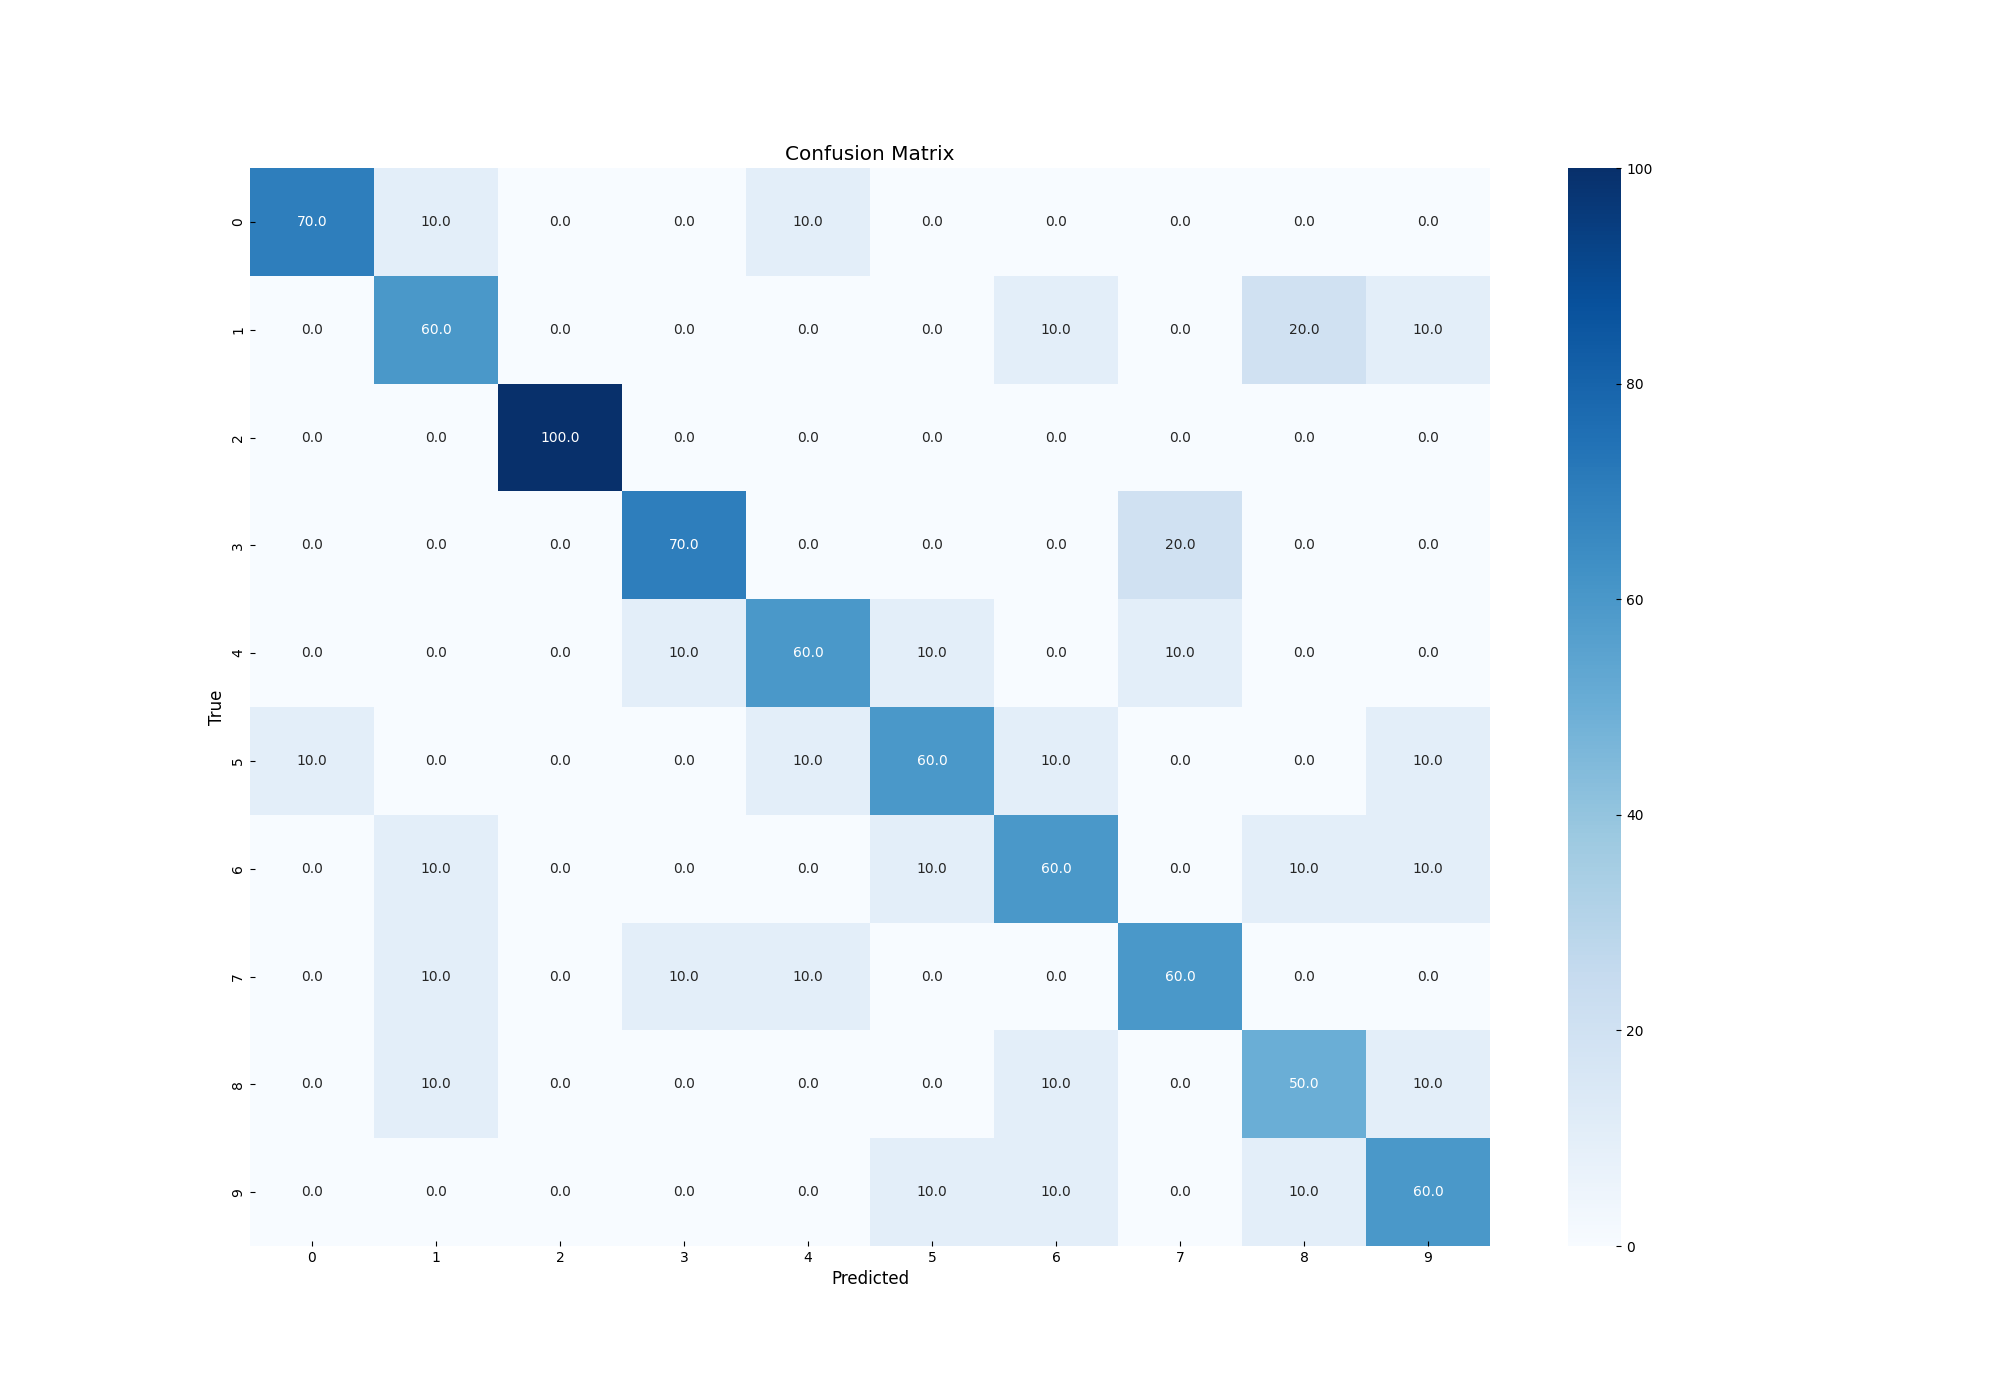 Confusion Matrix
0 70.0 10.0 0.0 0.0 10.0 0.0 0.0 0.0 0.0 0.0
1 0.0 60.0 0.0 0.0 0.0 0.0 10.0 0.0 20.0 10.0
2 0.0 0.0 100.0 0.0 0.0 0.0 0.0 0.0 0.0 0.0
3 0.0 0.0 0.0 70.0 0.0 0.0 0.0 20.0 0.0 0.0
4 0.0 0.0 0.0 10.0 60.0 10.0 0.0 10.0 0.0 0.0
5 10.0 0.0 0.0 0.0 10.0 60.0 10.0 0.0 0.0 10.0
6 0.0 10.0 0.0 0.0 0.0 10.0 60.0 0.0 10.0 10.0
7 0.0 10.0 0.0 10.0 10.0 0.0 0.0 60.0 0.0 0.0
8 0.0 10.0 0.0 0.0 0.0 0.0 10.0 0.0 50.0 10.0
9 0.0 0.0 0.0 0.0 0.0 10.0 10.0 0.0 10.0 60.0
True
0 1 2 3 4 5 6 7 8 9
Predicted
100
80
60
40
20
0